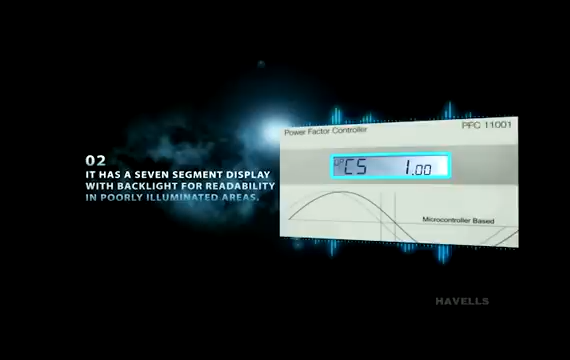 Power Factor Controller
PFC 11001
CS 1.00
Microcontroller Based
02
IT HAS A SEVEN SEGMENT DISPLAY
WITH BACKLIGHT FOR READABILITY
IN POORLY ILLUMINATED AREAS.
HAVELLS